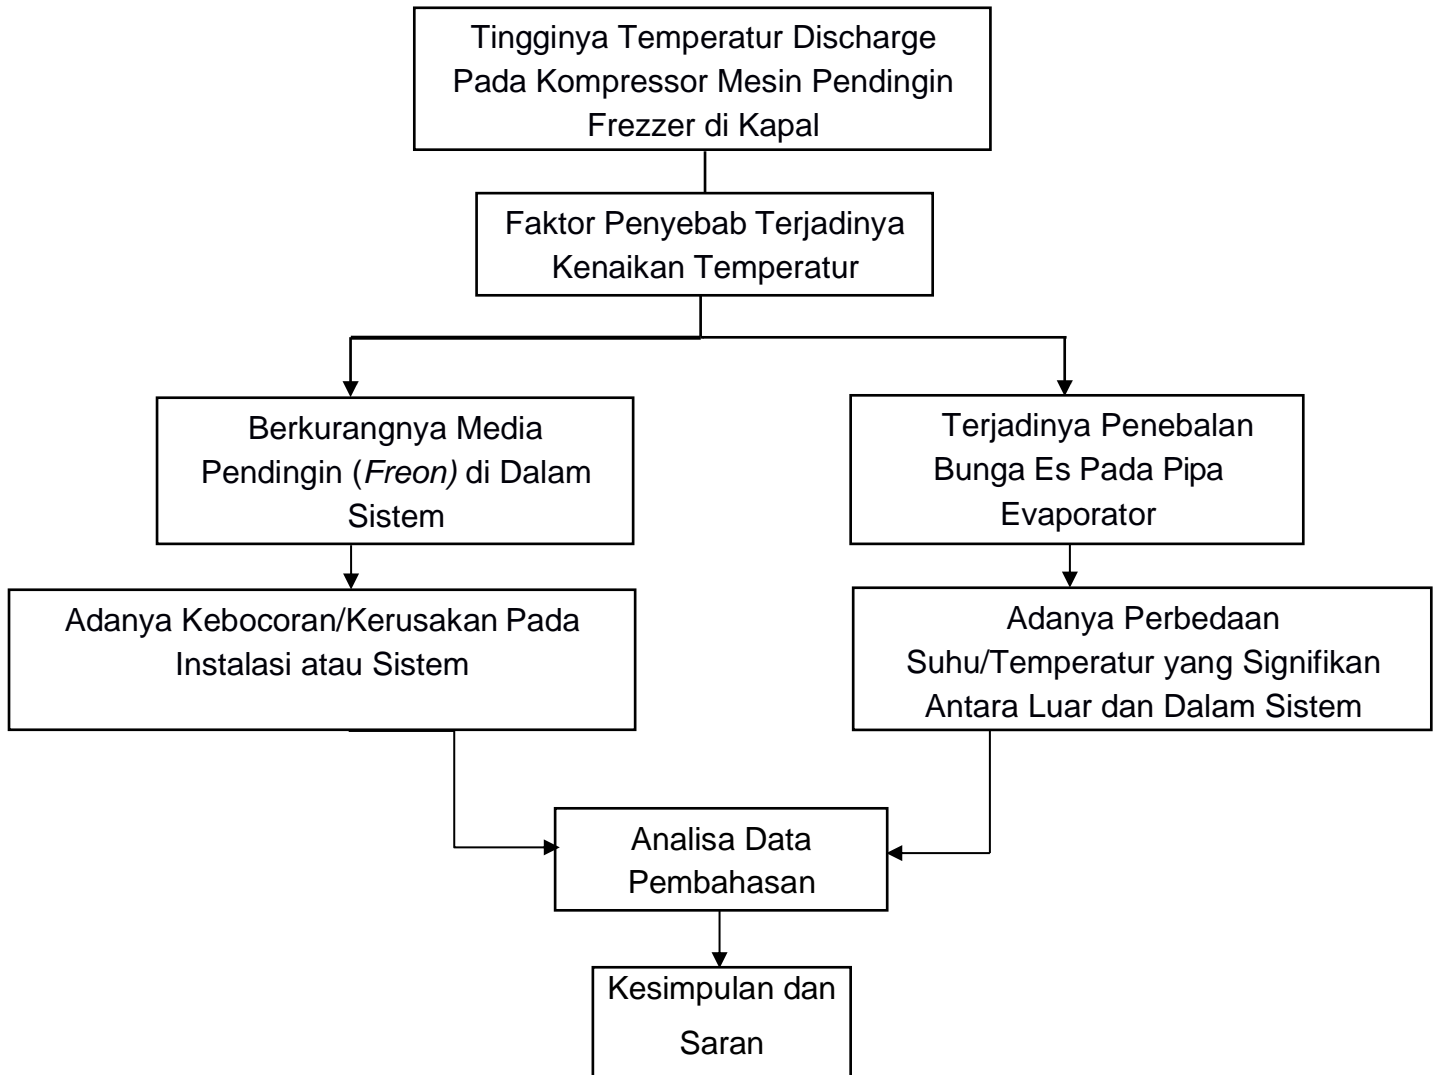 Tingginya Temperatur Discharge
Pada Kompressor Mesin Pendingin
Frezzer di Kapal
Faktor Penyebab Terjadinya
Kenaikan Temperatur
Berkurangnya Media
Pendingin (Freon) di Dalam
Sistem
Terjadinya Penebalan
Bunga Es Pada Pipa
Evaporator
Adanya Kebocoran/Kerusakan Pada
Instalasi atau Sistem
Adanya Perbedaan
Suhu/Temperatur yang Signifikan
Antara Luar dan Dalam Sistem
Analisa Data
Pembahasan
Kesimpulan dan
Saran